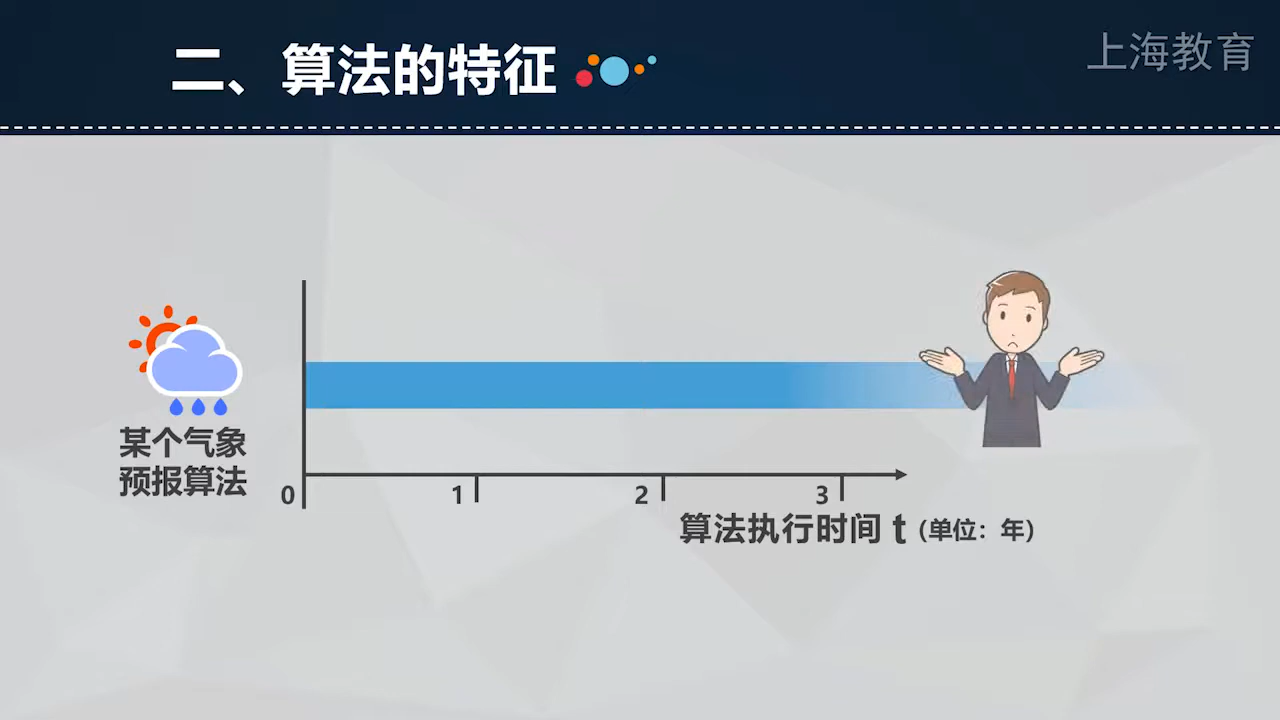 二、算法的特征
上海教育
某个气象
预报算法
0
1
2
3
算法执行时间 t (单位：年)